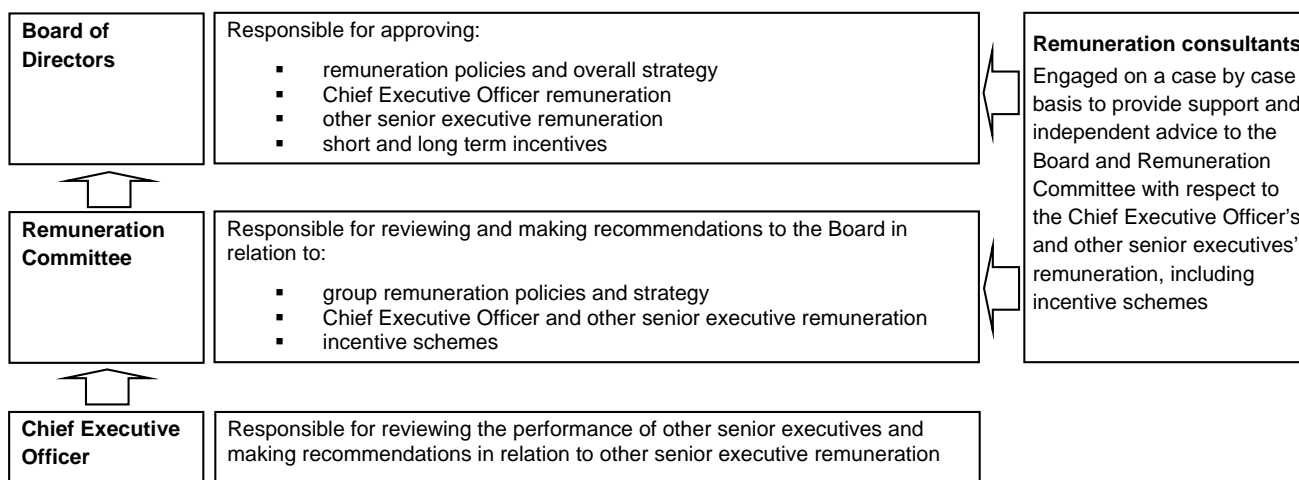 Board of
Directors
Responsible for approving:
▪ remuneration policies and overall strategy
▪ Chief Executive Officer remuneration
▪ other senior executive remuneration
▪ short and long term incentives
Remuneration consultants
Engaged on a case by case
basis to provide support and
independent advice to the
Board and Remuneration
Committee with respect to
the Chief Executive Officer's
and other senior executives'
remuneration, including
incentive schemes
Remuneration
Committee
Responsible for reviewing and making recommendations to the Board in
relation to:
▪ group remuneration policies and strategy
▪ Chief Executive Officer and other senior executive remuneration
▪ incentive schemes
Chief Executive
Officer
Responsible for reviewing the performance of other senior executives and
making recommendations in relation to other senior executive remuneration